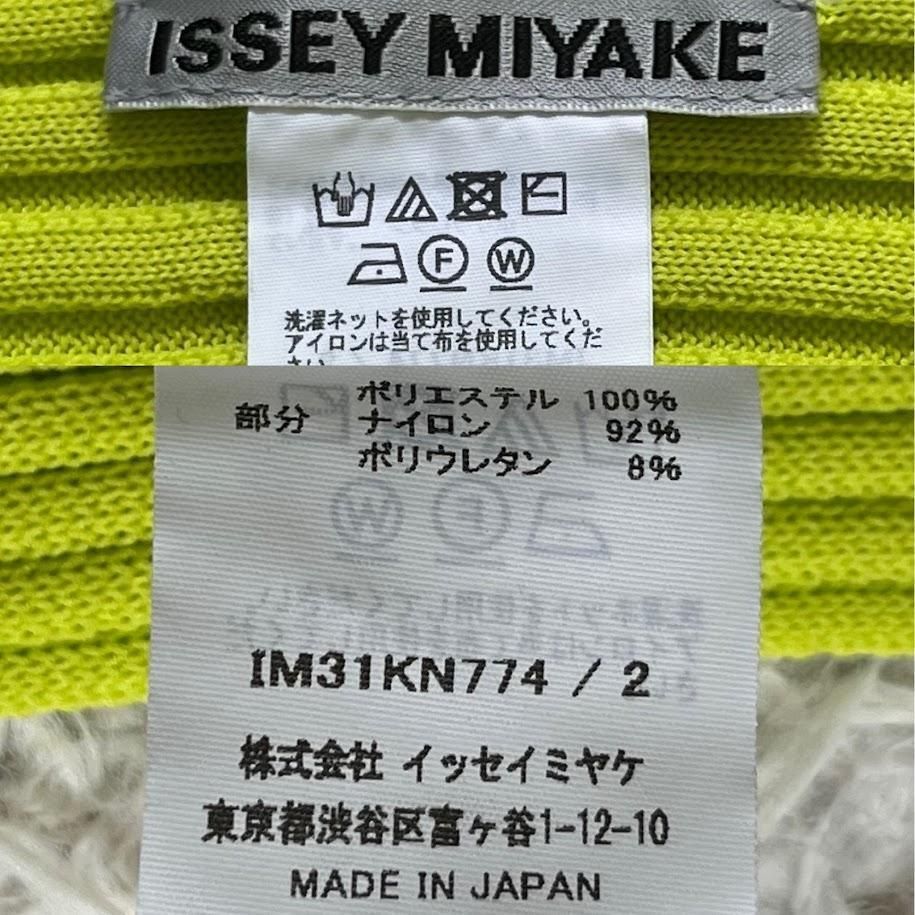 ISSEY MIYAKE
F W
洗濯ネットを使用してください。
アイロンは当て布を使用してくだ
さい
ポリエステル 100%
部分 ナイロン 92%
ポリウレタン 8%
IM31KN774 / 2
株式会社 イッセイミヤケ
東京都渋谷区富ヶ谷1-12-10
MADE IN JAPAN